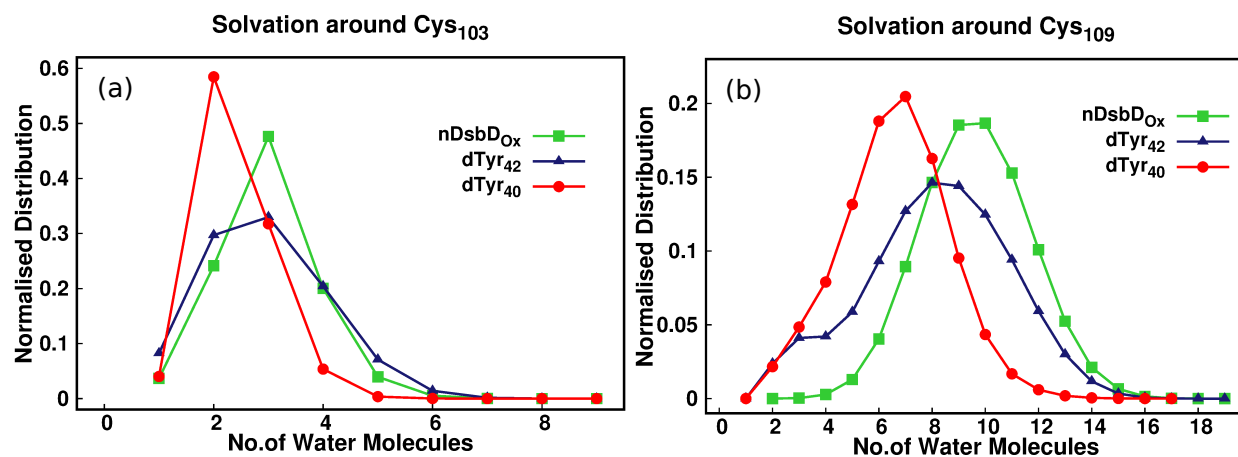 Solvation around Cys103
(a)
nDsbDOx
dTyr42
dTyr40
Normalised Distribution
0.6
0.5
0.4
0.3
0.2
0.1
0
0 2 4 6 8
No.of Water Molecules
Solvation around Cys109
(b)
nDsbDOx
dTyr42
dTyr40
Normalised Distribution
0.2
0.15
0.1
0.05
0
0 2 4 6 8 10 12 14 16 18
No.of Water Molecules